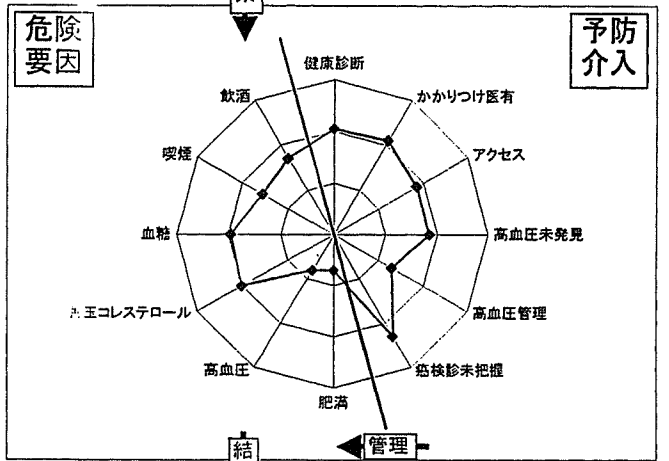 危険
要因
予防
介入
健康診断
飲酒
かかりつけ医有
喫煙
アクセス
血糖
高血圧未発見
玉コレステロール
高血圧管理
高血圧
癌検診未把握
肥満
結
管理